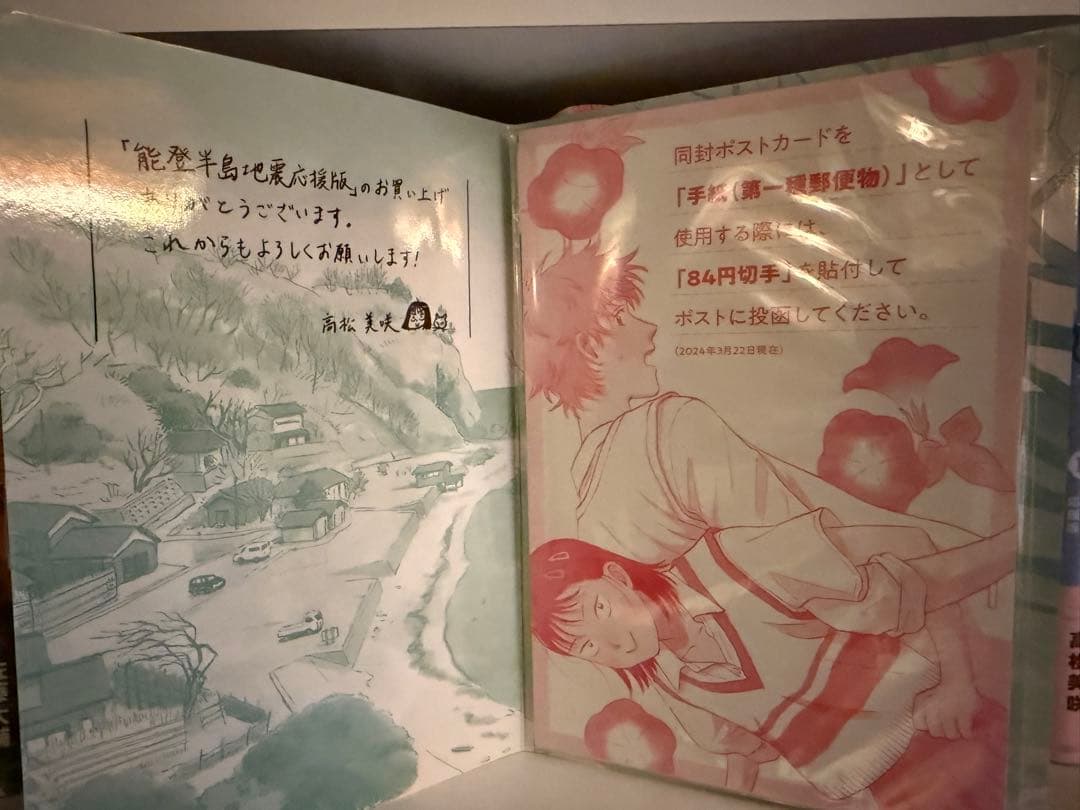 「能登半島地震応援版」のお買い上げ
ありがとうございます。
これからもよろしくお願いします!
高松美咲
同封ポストカードを
「手紙(第一種郵便物)」として
使用する際には、
「84円切手」を貼付して
ポストに投函してください。
(2024年3月22日現在)
高松美咲